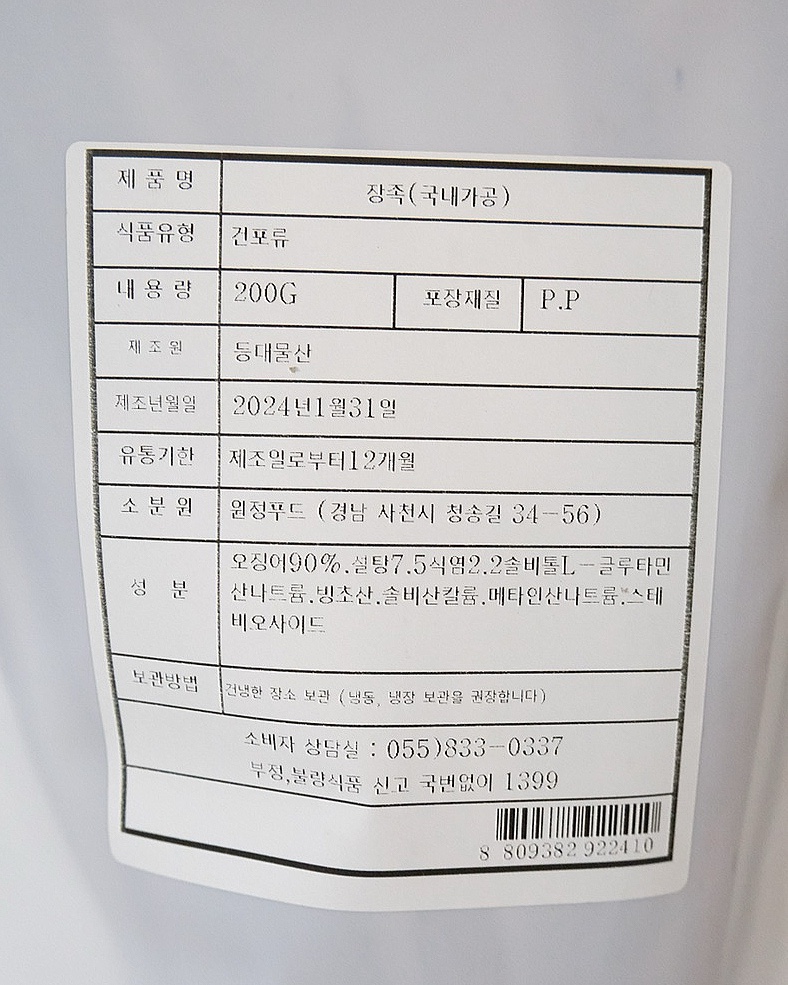 제 품 명 장족(국내가공)
식품유형 건포류
내 용 량 200G 포장재질 P.P
제 조 원 등대물산
제조년월일 2024년1월31일
유통기한 제조일로부터12개월
소 분 원 원정푸드 (경남 사천시 청송길 34-56)
성 분 오징어90%.설탕7.5식염2.2솔비톨L-글루타민
산나트륨.빙초산.솔비산칼륨.메타인산나트륨.스테
비오사이드
보관방법 건냉한 장소 보관 (냉동, 냉장 보관을 권장합니다)
소비자 상담실 : 055)833-0337
부정,불량식품 신고 국번없이 1399
8 809382 922410